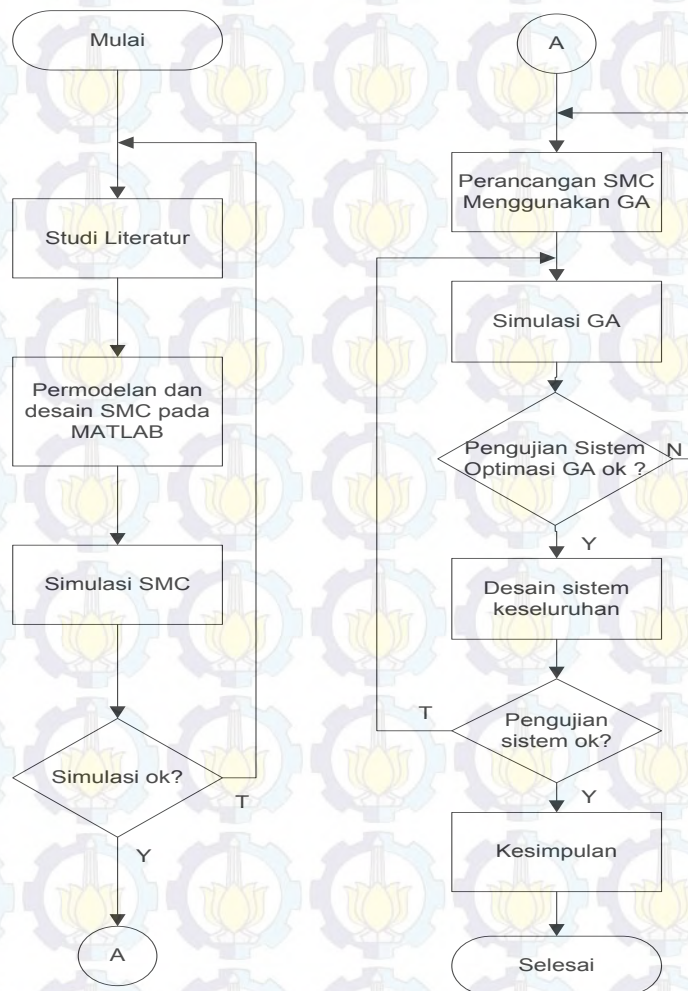 Mulai
Studi Literatur
Permodelan dan
desain SMC pada
MATLAB
Simulasi SMC
Simulasi ok?
T
Y
A
A
Perancangan SMC
Menggunakan GA
Simulasi GA
Pengujian Sistem
Optimasi GA ok ?
N
Y
Desain sistem
keseluruhan
T
Pengujian
sistem ok?
Y
Kesimpulan
Selesai